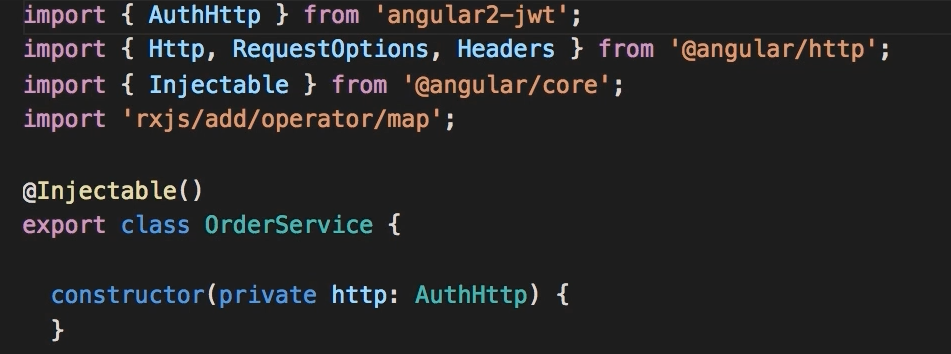 import { AuthHttp } from 'angular2-jwt';
import { Http, RequestOptions, Headers } from '@angular/http';
import { Injectable } from '@angular/core';
import 'rxjs/add/operator/map';
@Injectable()
export class OrderService {
constructor(private http: AuthHttp) {
}